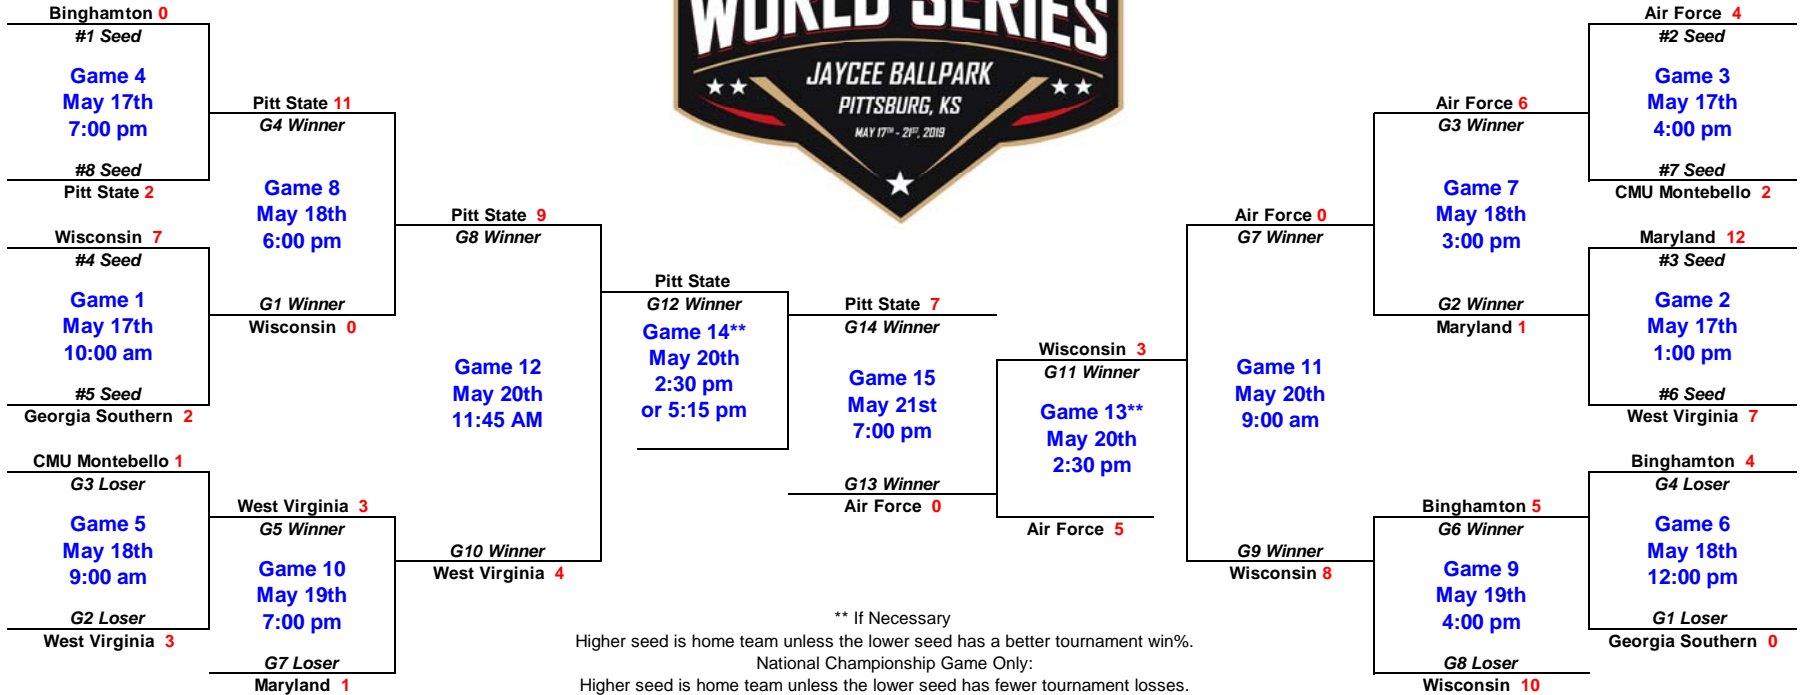 Binghamton 0
#1 Seed
Game 4
May 17th
7:00 pm
#8 Seed
Pitt State 2
Wisconsin 7
#4 Seed
Game 1
May 17th
10:00 am
#5 Seed
Georgia Southern 2
CMU Montebello 1
G3 Loser
Game 5
May 18th
9:00 am
G2 Loser
West Virginia 3
Pitt State 11
G4 Winner
Game 8
May 18th
6:00 pm
G1 Winner
Wisconsin 0
West Virginia 3
G5 Winner
Game 10
May 19th
7:00 pm
G7 Loser
Maryland 1
Pitt State 9
G8 Winner
Game 12
May 20th
11:45 AM
G10 Winner
West Virginia 4
Pitt State
G12 Winner
Game 14**
May 20th
2:30 pm
or 5:15 pm
WORLD SERIES
JAYCEE BALLPARK
PITTSBURG, KS
MAY 17TH - 21ST, 2019
Pitt State 7
G14 Winner
Game 15
May 21st
7:00 pm
G13 Winner
Air Force 0
Wisconsin 3
G11 Winner
Game 13**
May 20th
2:30 pm
Air Force 5
Air Force 0
G7 Winner
Game 11
May 20th
9:00 am
G9 Winner
Wisconsin 8
Air Force 6
G3 Winner
Game 7
May 18th
3:00 pm
G2 Winner
Maryland 1
Binghamton 5
G6 Winner
Game 9
May 19th
4:00 pm
G8 Loser
Wisconsin 10
Air Force 4
#2 Seed
Game 3
May 17th
4:00 pm
#7 Seed
CMU Montebello 2
Maryland 12
#3 Seed
Game 2
May 17th
1:00 pm
#6 Seed
West Virginia 7
Binghamton 4
G4 Loser
Game 6
May 18th
12:00 pm
G1 Loser
Georgia Southern 0
** If Necessary
Higher seed is home team unless the lower seed has a better tournament win%.
National Championship Game Only:
Higher seed is home team unless the lower seed has fewer tournament losses.